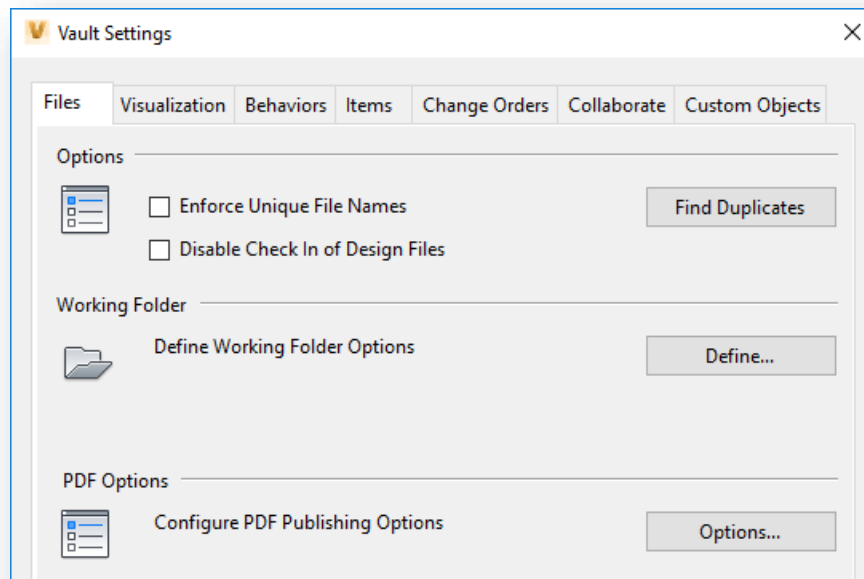 Vault Settings
Files Visualization Behaviors Items Change Orders Collaborate Custom Objects
Options
Enforce Unique File Names Find Duplicates
Disable Check In of Design Files
Working Folder
Define Working Folder Options Define...
PDF Options
Configure PDF Publishing Options Options...